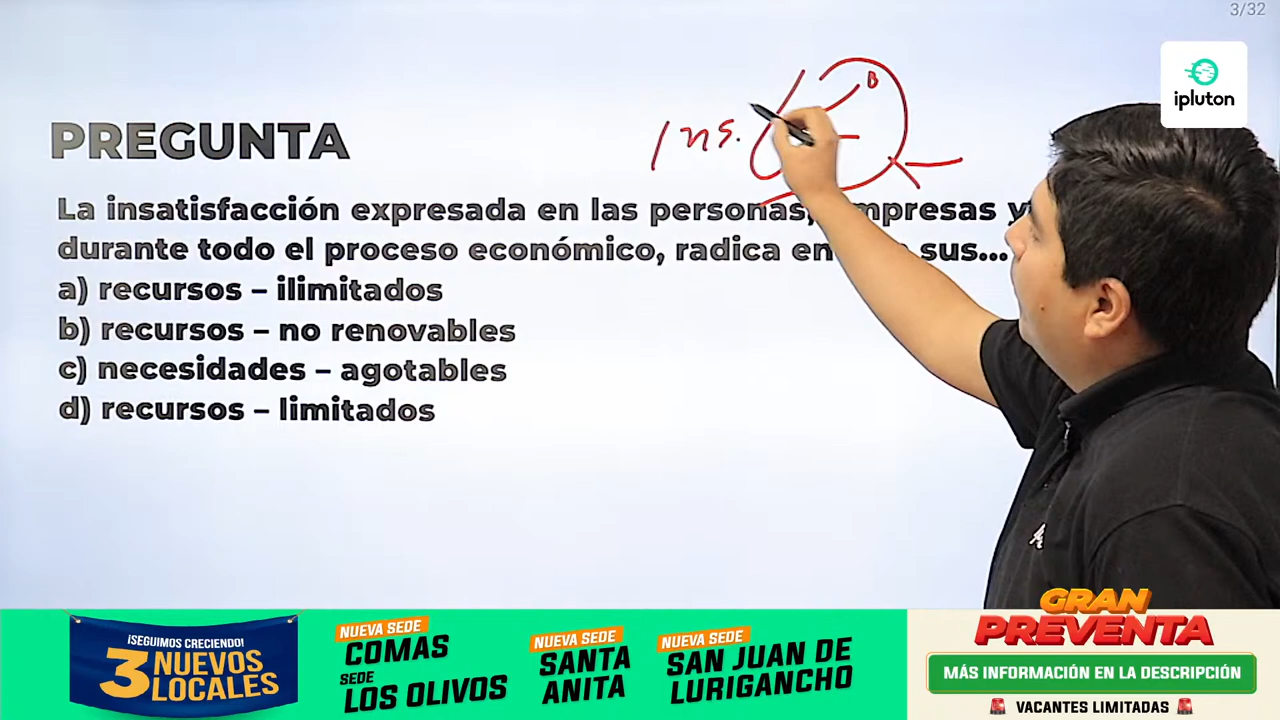 3/32
ipluton
PREGUNTA
Ins.
B
La insatisfacción expresada en las personas, empresas y
durante todo el proceso económico, radica en sus...
a) recursos – ilimitados
b) recursos – no renovables
c) necesidades – agotables
d) recursos – limitados
¡SEGUIMOS CRECIENDO!
3 NUEVOS
LOCALES
NUEVA SEDE
COMAS
SEDE
LOS OLIVOS
NUEVA SEDE
SANTA
ANITA
NUEVA SEDE
SAN JUAN DE
LURIGANCHO
GRAN
PREVENTA
MÁS INFORMACIÓN EN LA DESCRIPCIÓN
VACANTES LIMITADAS